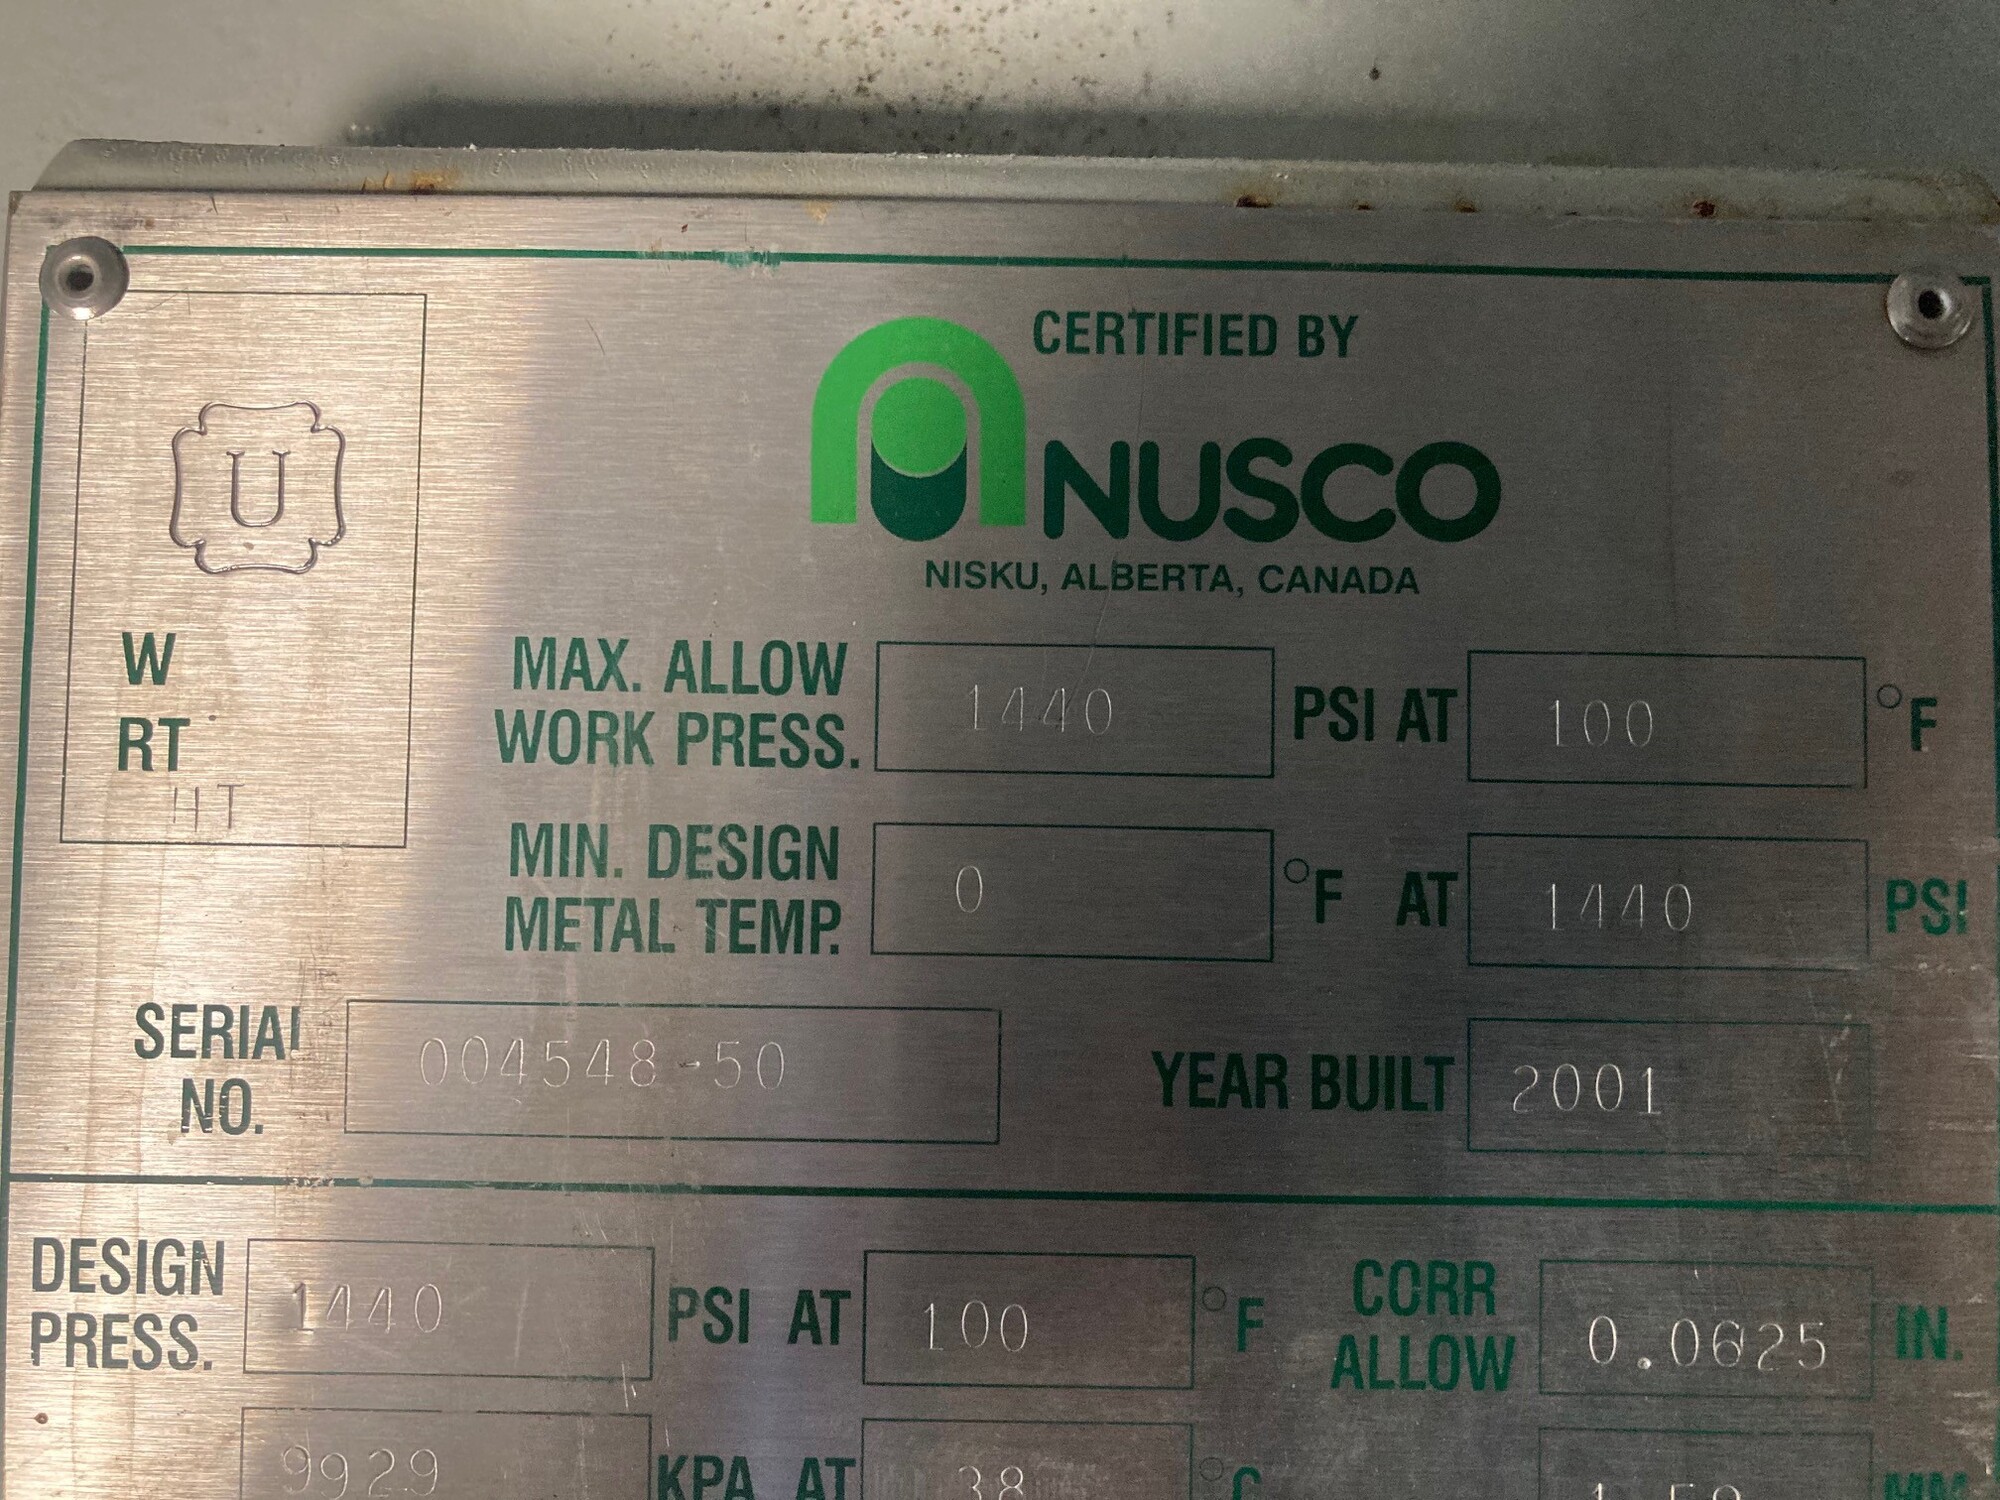 U
W
RT
HT
CERTIFIED BY
NUSCO
NISKU, ALBERTA, CANADA
MAX. ALLOW
WORK PRESS. 1440 PSI AT 100 °F
MIN. DESIGN
METAL TEMP. 0 °F AT 1440 PSI
SERIAL
NO. 004548-50 YEAR BUILT 2001
DESIGN
PRESS. 1440 PSI AT 100 °F
CORR
ALLOW 0.0625 IN.
9929 KPA AT 38 °C MM